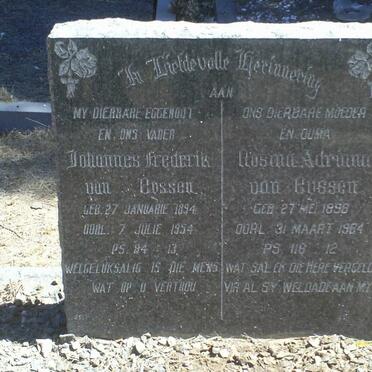 In Liefdevolle Herinnering
AAN
MY DIERBARE EGGENOOT
EN ONS VADER
Johannes Frederik
van Rossen
GEB. 27 JANUARIE 1894
OORL. 7 JULIE 1954
PS. 84 : 13
WELGELUKSALIG IS DIE MENS
WAT OP U VERTROU
ONS DIERBARE MOEDER
EN OUMA
Rosina Adriana
van Rossen
GEB. 27 MEI 1898
OORL. 31 MAART 1964
PS. 116 : 12
WAT SAL EK DIE HERE VERGELD
VIR AL SY WELDADE AAN MY